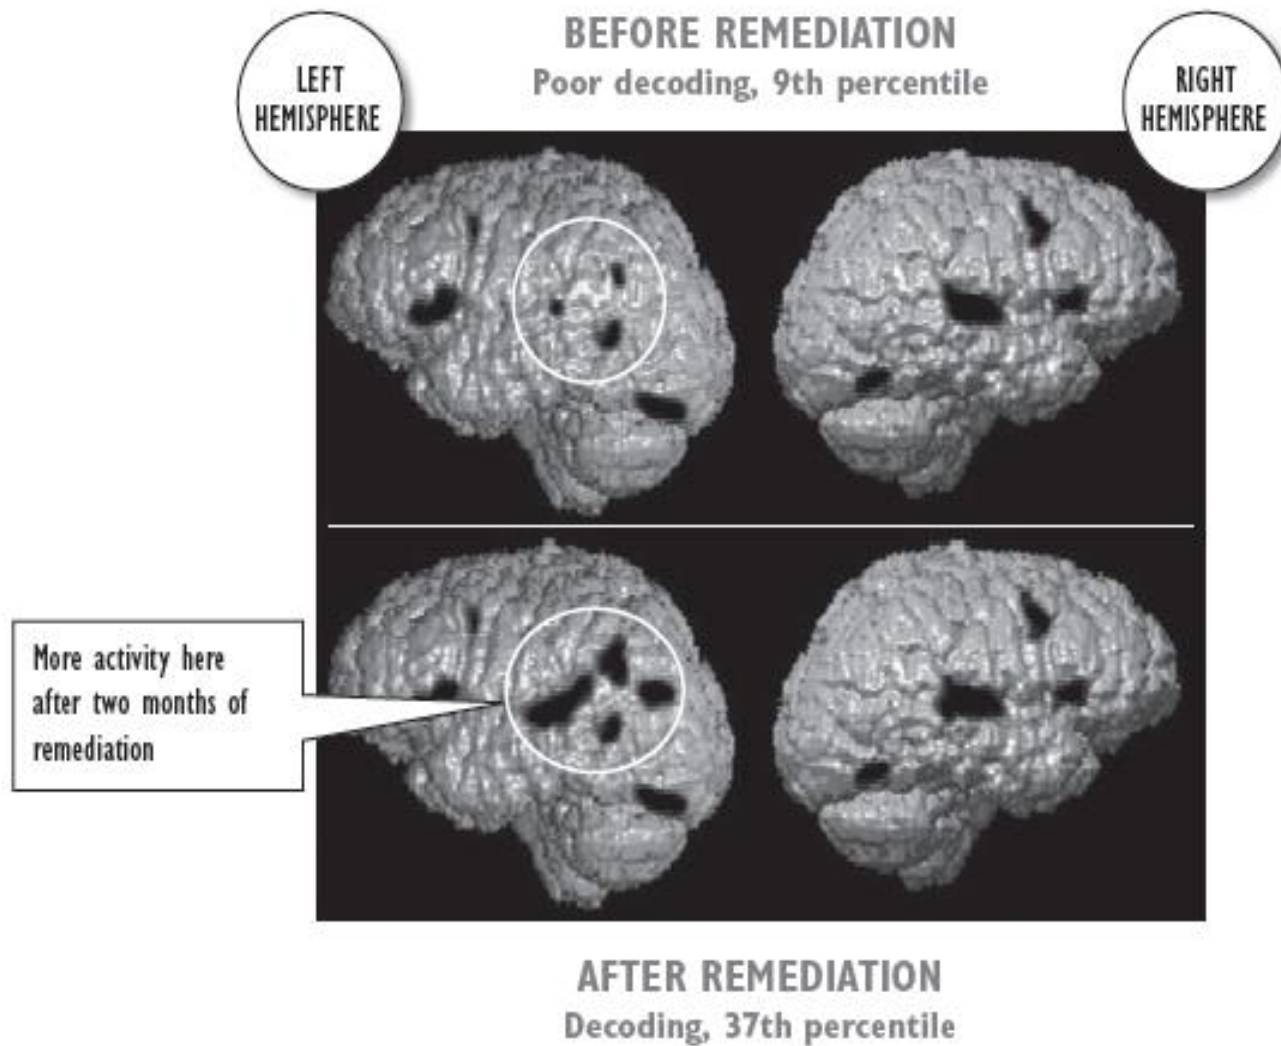 BEFORE REMEDIATION
Poor decoding, 9th percentile
LEFT
HEMISPHERE
RIGHT
HEMISPHERE
More activity here
after two months of
remediation
AFTER REMEDIATION
Decoding, 37th percentile